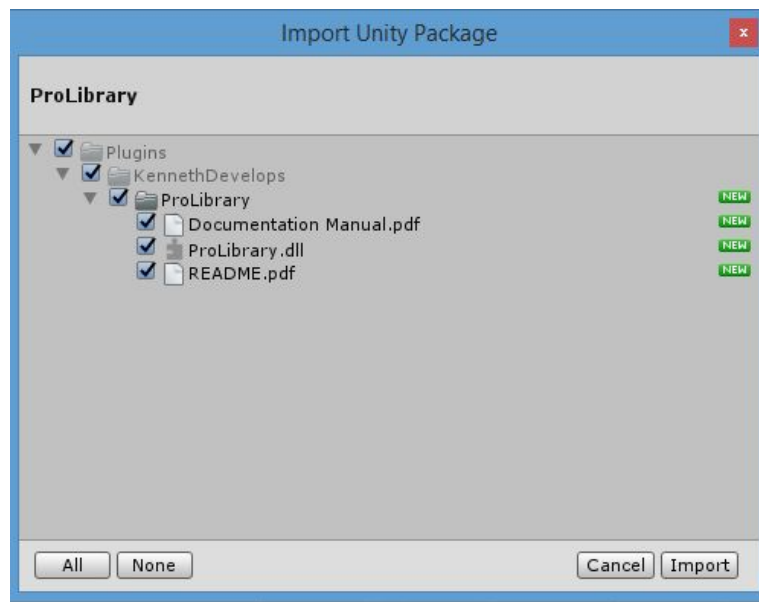 Import Unity Package
x
ProLibrary
Plugins
KennethDevelops
ProLibrary NEW
Documentation Manual.pdf NEW
ProLibrary.dll NEW
README.pdf NEW
All None Cancel Import